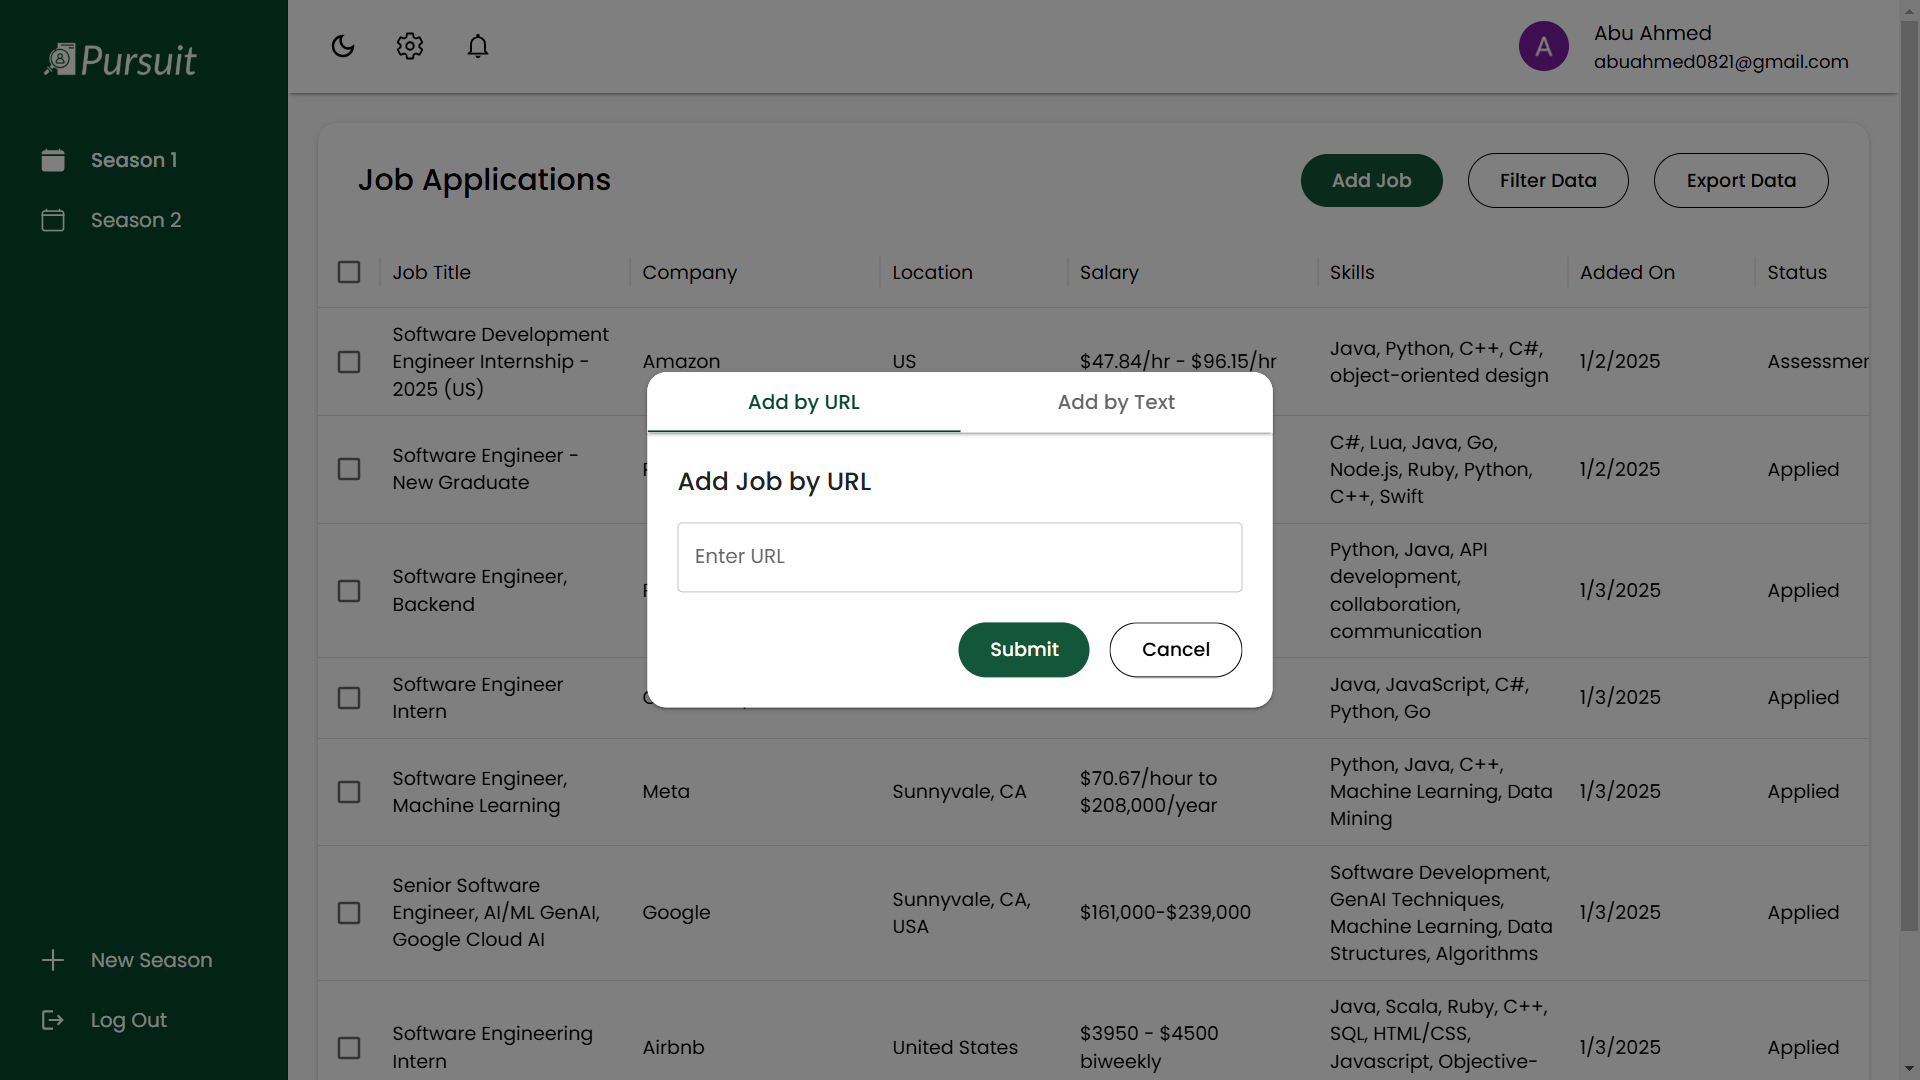 Pursuit
Season 1
Season 2
New Season
Log Out
A
Abu Ahmed
abuahmed0821@gmail.com
Job Applications
Add Job
Filter Data
Export Data
Job Title
Company
Location
Salary
Skills
Added On
Status
Software Development
Engineer Internship -
2025 (US)
Amazon
US
$47.84/hr - $96.15/hr
Java, Python, C++, C#,
object-oriented design
1/2/2025
Assessmen
Software Engineer -
New Graduate
C#, Lua, Java, Go,
Node.js, Ruby, Python,
C++, Swift
1/2/2025
Applied
Software Engineer,
Backend
Python, Java, API
development,
collaboration,
communication
1/3/2025
Applied
Software Engineer
Intern
Java, JavaScript, C#,
Python, Go
1/3/2025
Applied
Software Engineer,
Machine Learning
Meta
Sunnyvale, CA
$70.67/hour to
$208,000/year
Python, Java, C++,
Machine Learning, Data
Mining
1/3/2025
Applied
Senior Software
Engineer, AI/ML GenAI,
Google Cloud AI
Google
Sunnyvale, CA,
USA
$161,000-$239,000
Software Development,
GenAI Techniques,
Machine Learning, Data
Structures, Algorithms
1/3/2025
Applied
Software Engineering
Intern
Airbnb
United States
$3950 - $4500
biweekly
Java, Scala, Ruby, C++,
SQL, HTML/CSS,
Javascript, Objective-
1/3/2025
Applied
Add by URL
Add by Text
Add Job by URL
Enter URL
Submit
Cancel